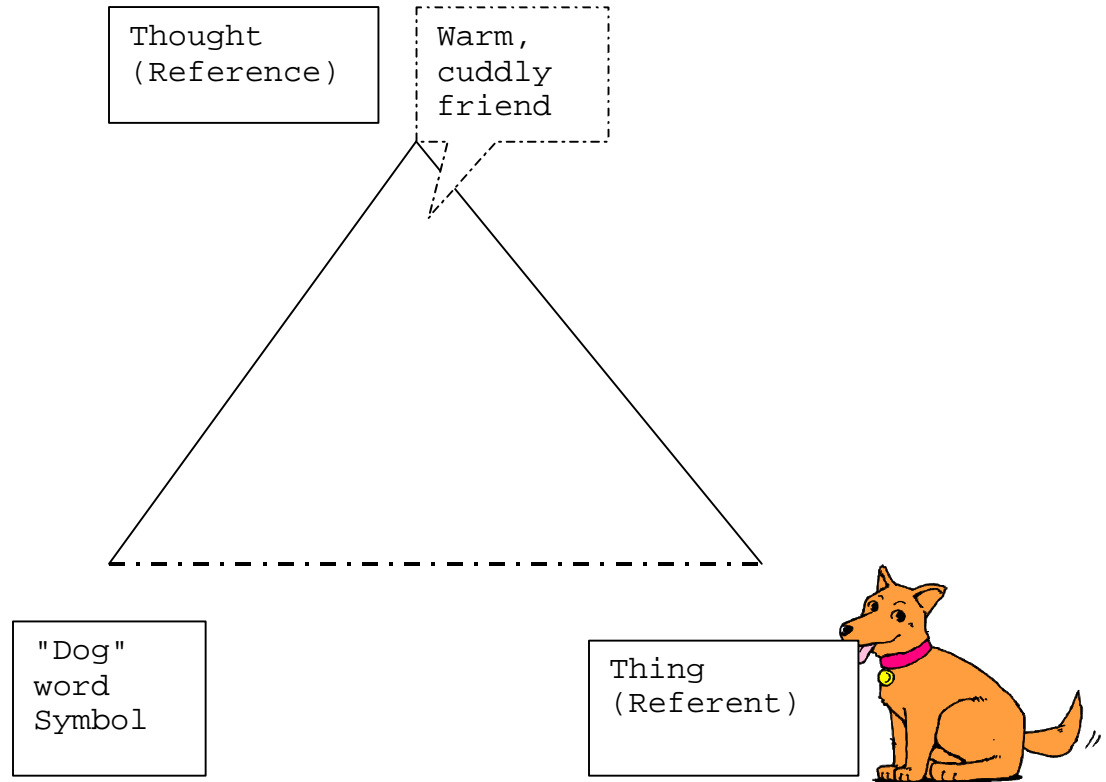 Thought
(Reference)
Warm,
cuddly
friend
"Dog"
word
Symbol
Thing
(Referent)